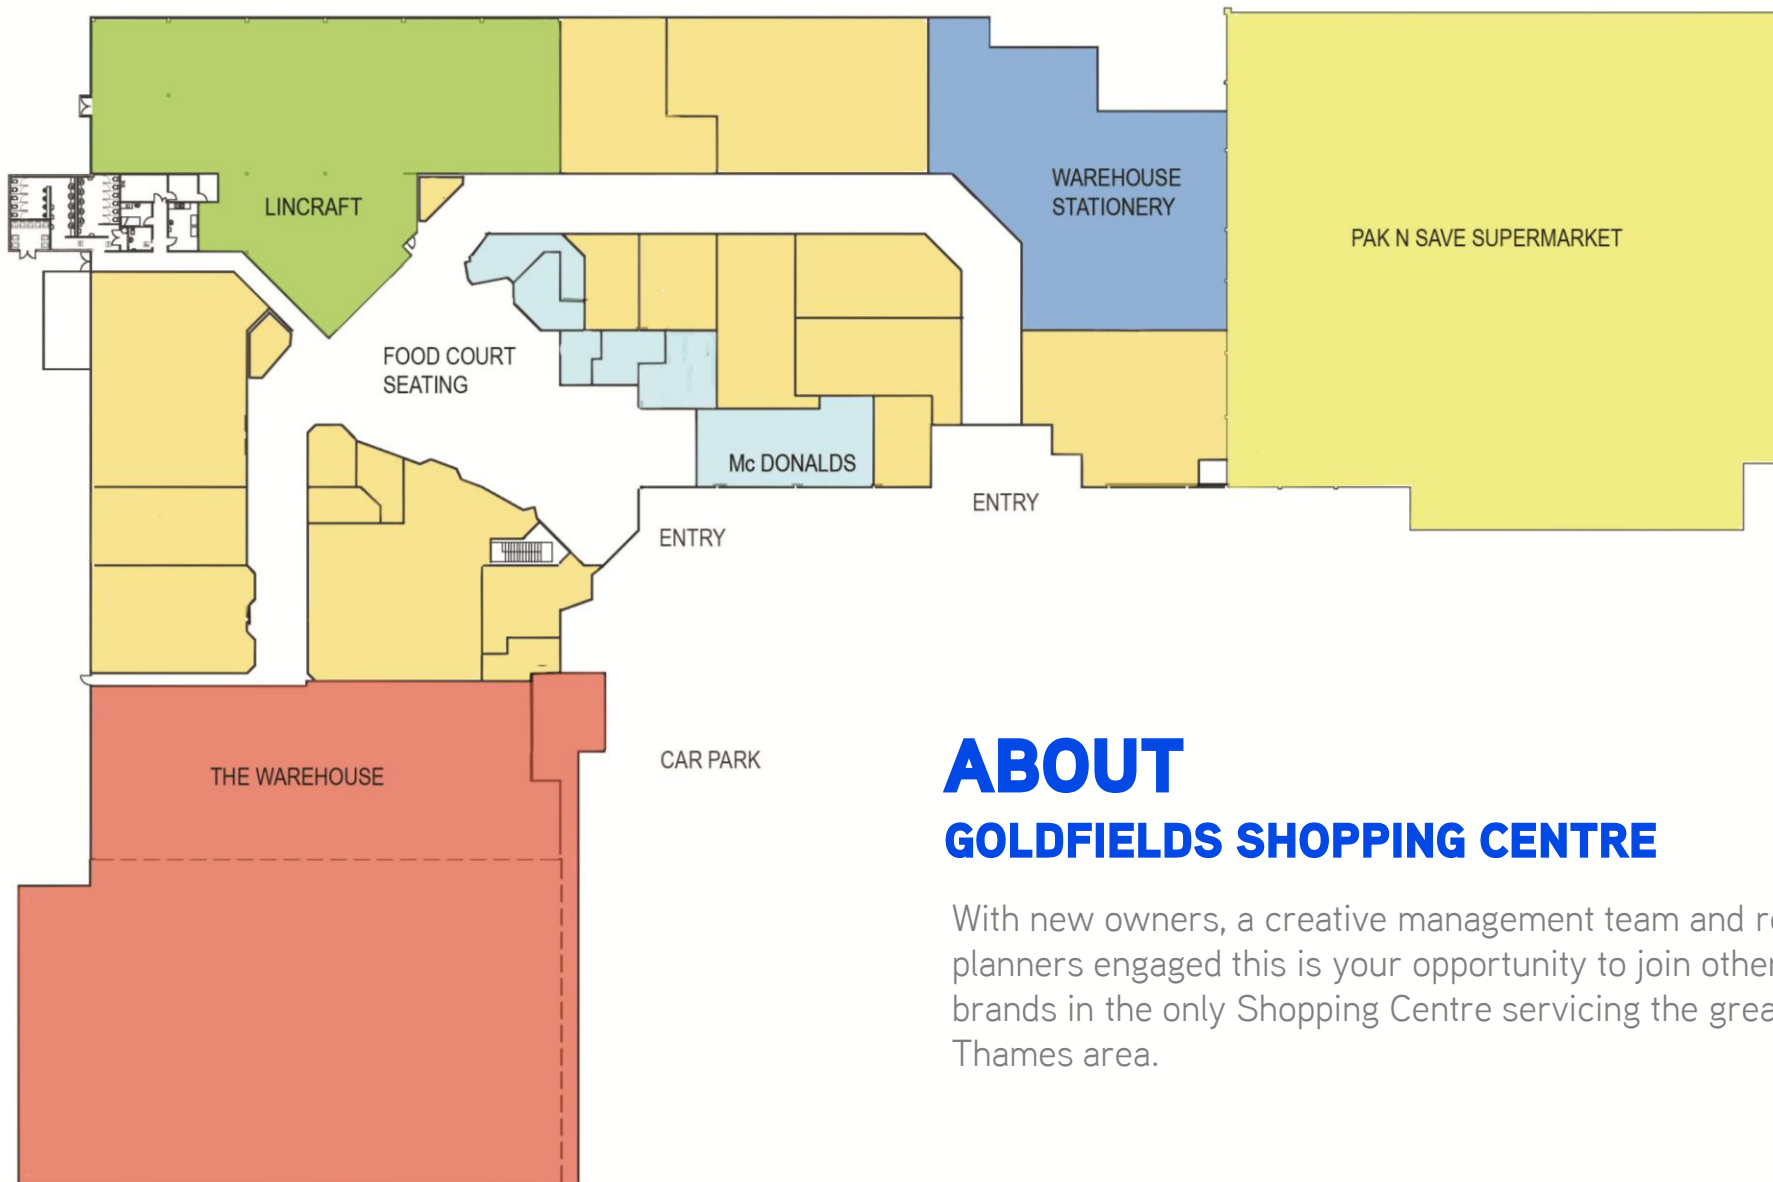 LINCRAFT
WAREHOUSE
STATIONERY
PAK N SAVE SUPERMARKET
FOOD COURT
SEATING
Mc DONALDS
ENTRY
ENTRY
THE WAREHOUSE
CAR PARK
ABOUT
GOLDFIELDS SHOPPING CENTRE
With new owners, a creative management team and
planners engaged this is your opportunity to join other
brands in the only Shopping Centre servicing the
Thames area.